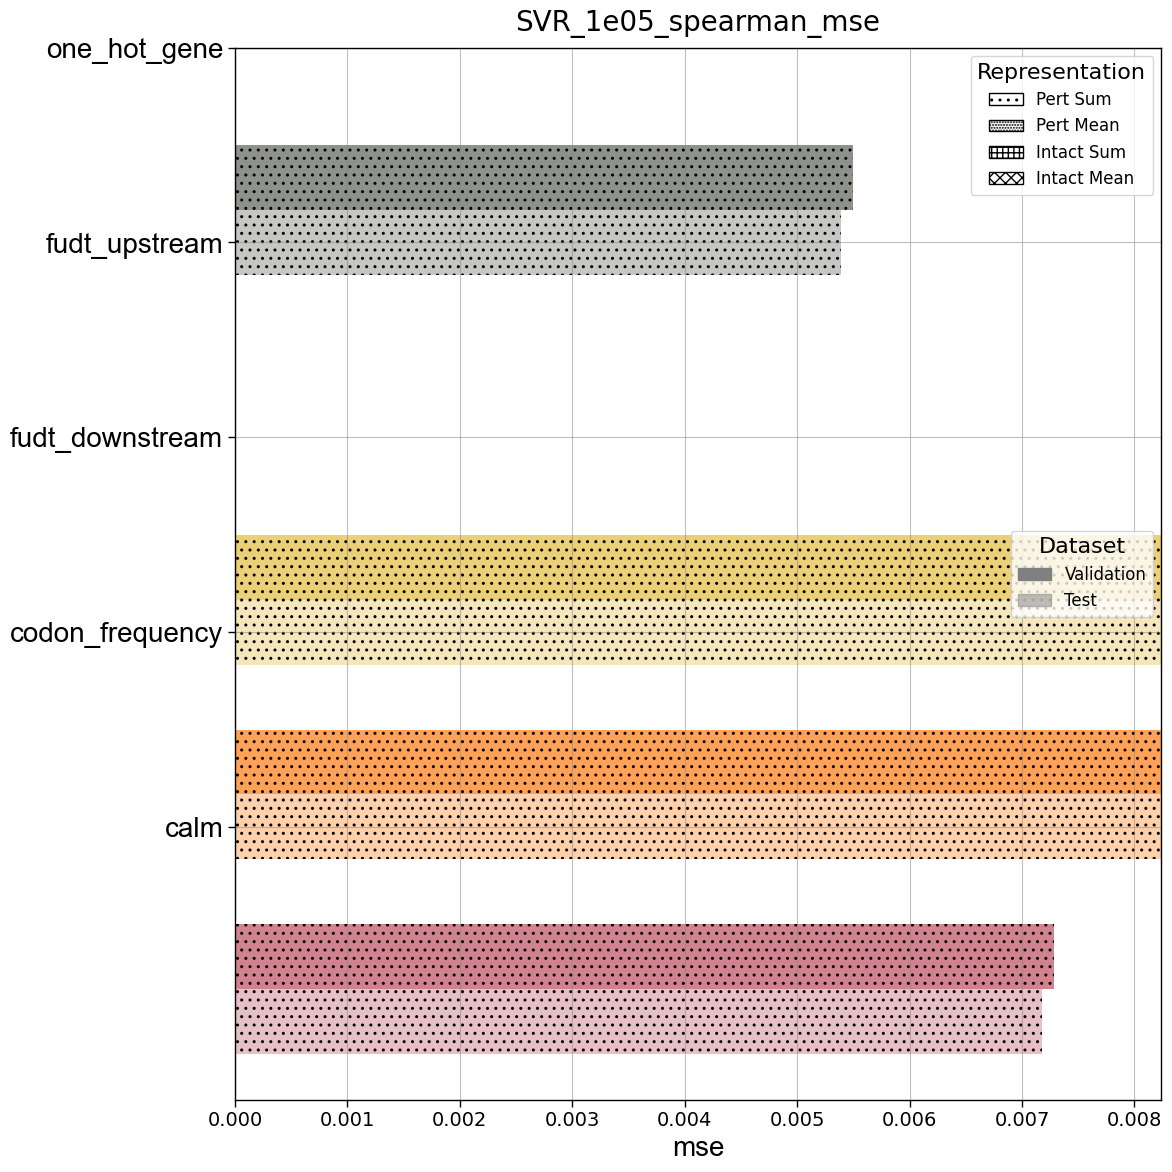 SVR_1e05_spearman_mse
one_hot_gene
fudt_upstream
fudt_downstream
codon_frequency
calm
Representation
Pert Sum
Pert Mean
Intact Sum
Intact Mean
Dataset
Validation
Test
0.000 0.001 0.002 0.003 0.004 0.005 0.006 0.007 0.008
mse